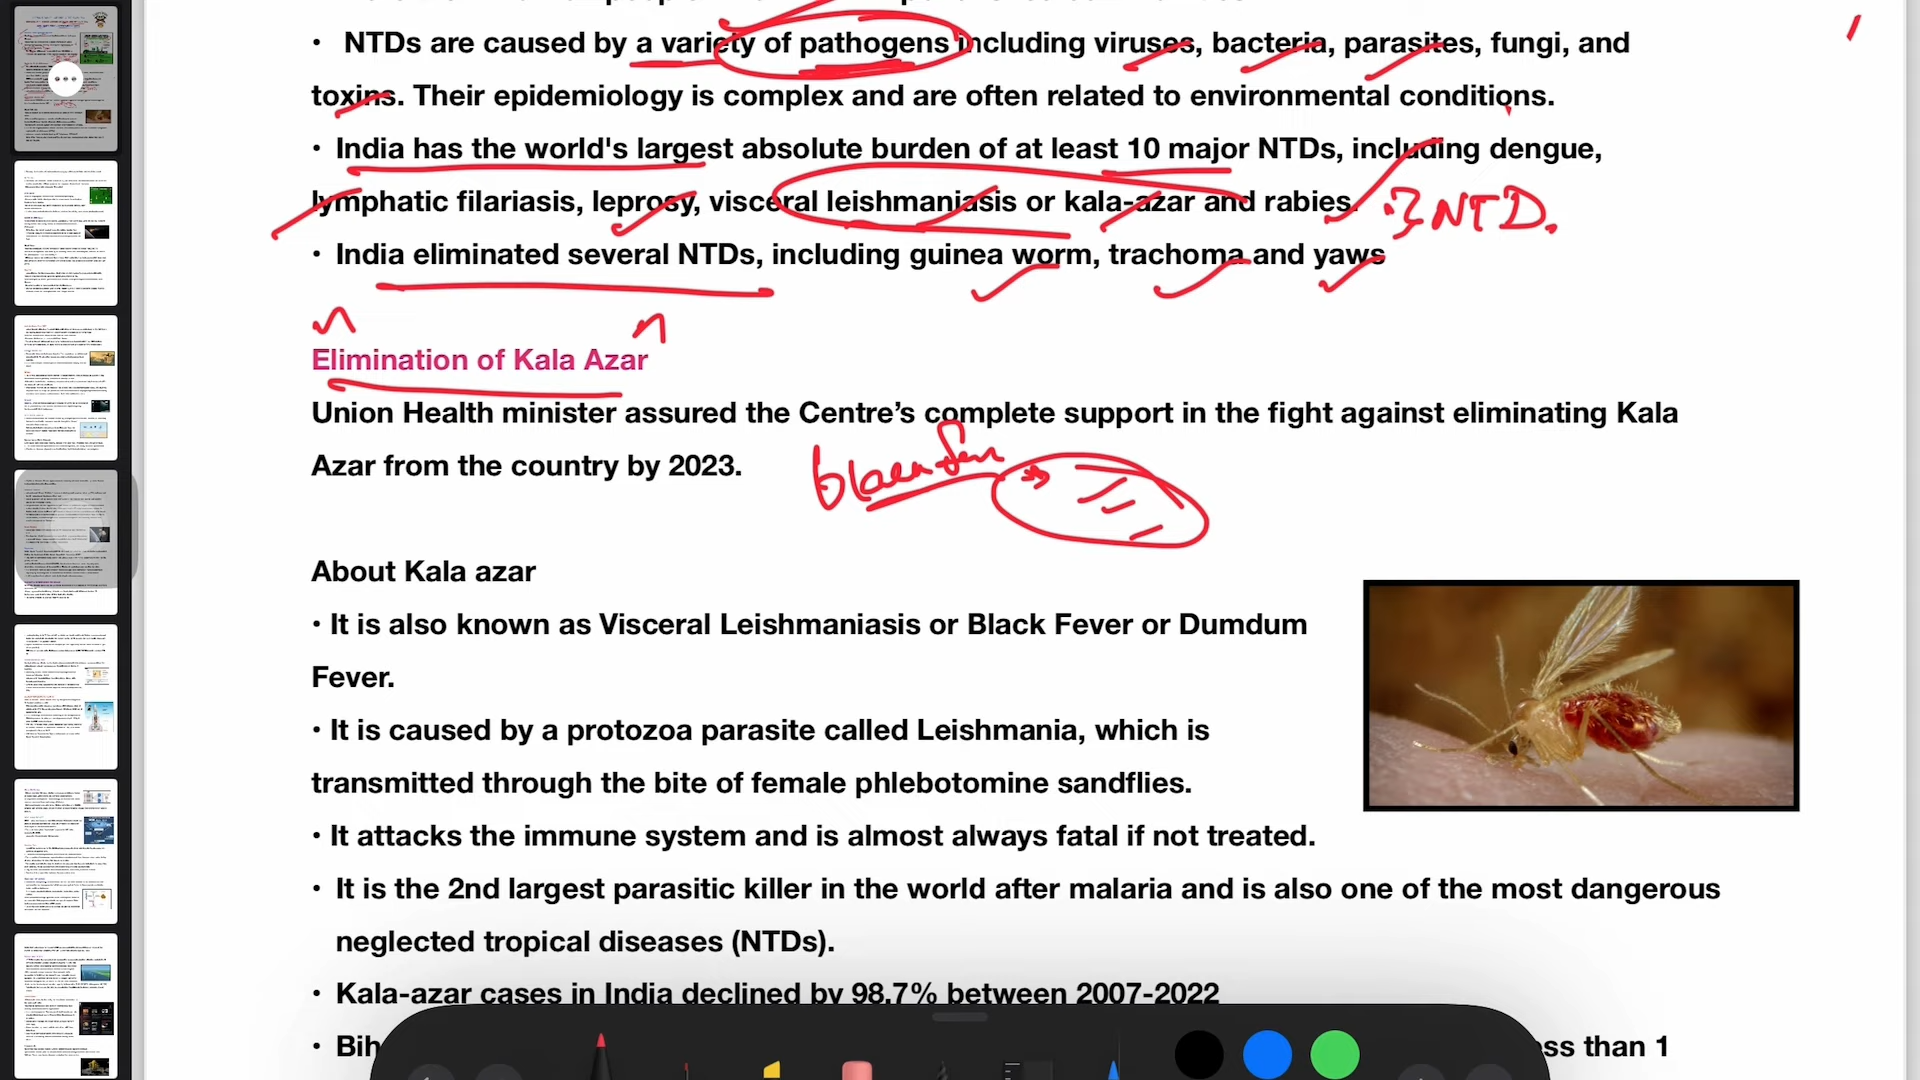 • NTDs are caused by a variety of pathogens including viruses, bacteria, parasites, fungi, and
toxins. Their epidemiology is complex and are often related to environmental conditions.
• India has the world's largest absolute burden of at least 10 major NTDs, including dengue,
lymphatic filariasis, leprosy, visceral leishmaniasis or kala-azar and rabies.
NTD.
• India eliminated several NTDs, including guinea worm, trachoma and yaws
Elimination of Kala Azar
Union Health minister assured the Centre’s complete support in the fight against eliminating Kala
Azar from the country by 2023.
About Kala azar
• It is also known as Visceral Leishmaniasis or Black Fever or Dumdum
Fever.
• It is caused by a protozoa parasite called Leishmania, which is
transmitted through the bite of female phlebotomine sandflies.
• It attacks the immune system and is almost always fatal if not treated.
• It is the 2nd largest parasitic killer in the world after malaria and is also one of the most dangerous
neglected tropical diseases (NTDs).
• Kala-azar cases in India declined by 98.7% between 2007-2022
• than 1